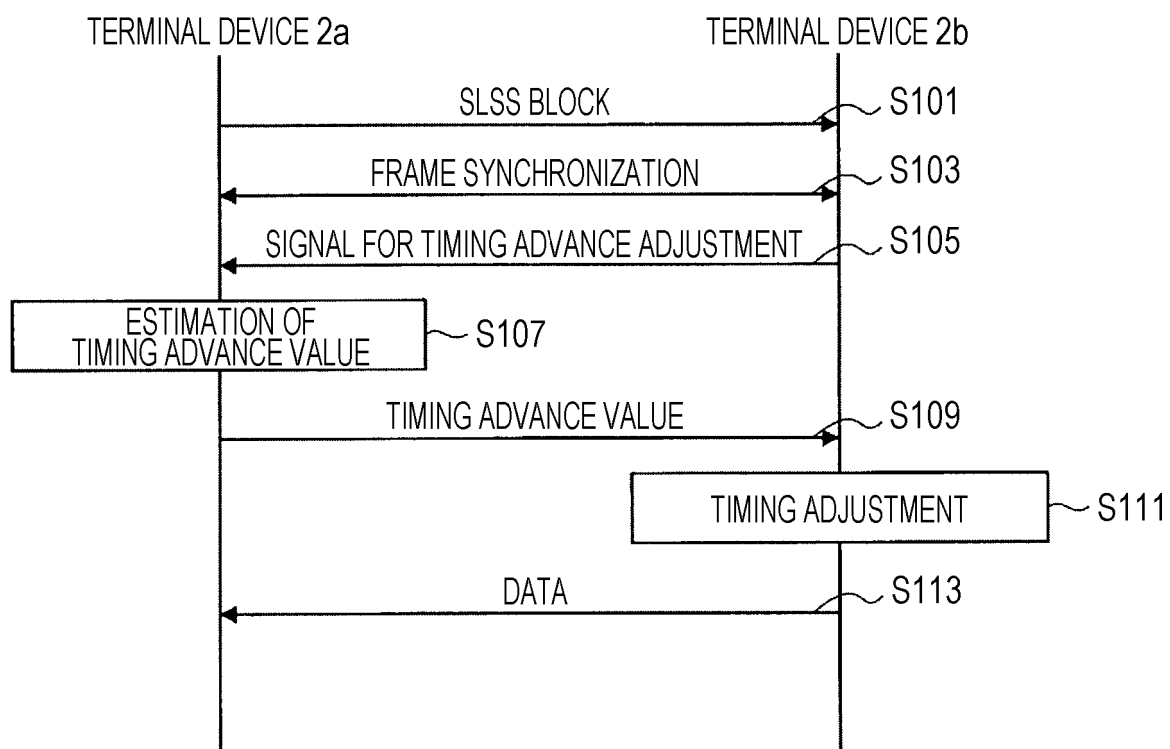 TERMINAL DEVICE 2a
TERMINAL DEVICE 2b
SLSS BLOCK
S101
FRAME SYNCHRONIZATION
S103
SIGNAL FOR TIMING ADVANCE ADJUSTMENT
S105
ESTIMATION OF
TIMING ADVANCE VALUE
S107
TIMING ADVANCE VALUE
S109
TIMING ADJUSTMENT
S111
DATA
S113